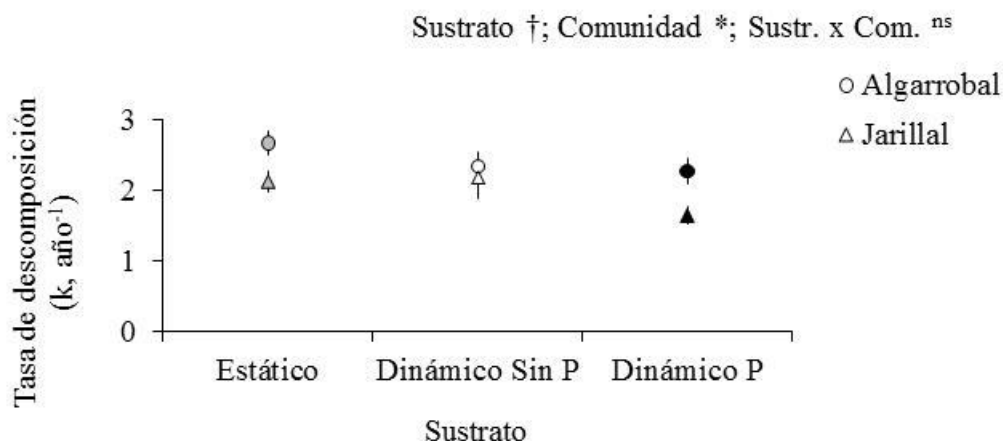 Sustrato †; Comunidad *; Sustr. x Com. ns
Algarrobal
Jarillal
Tasa de descomposición
(k, año-1)
3
2
1
0
Estático
Dinámico Sin P
Dinámico P
Sustrato